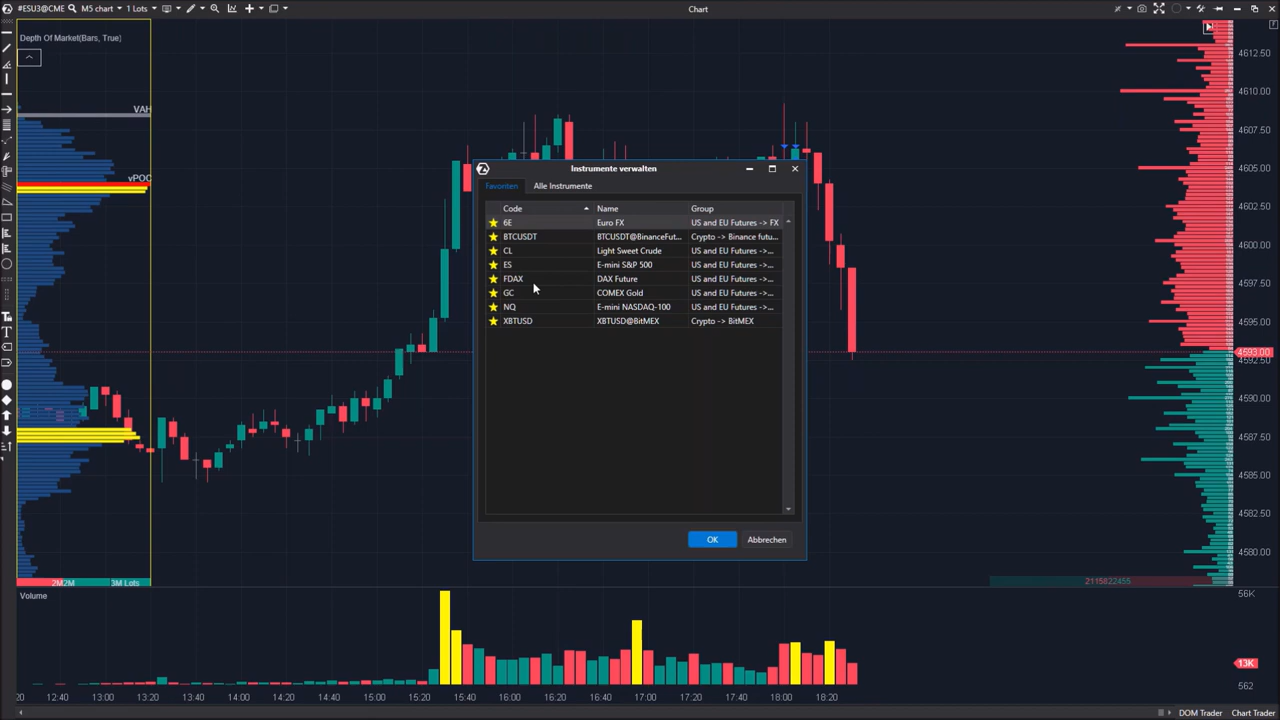 #ESU3@CME M5 chart 1 Lots Chart
Depth Of Market(Bars, True)
VAH
vPOC
Instrumente verwalten
Favoriten Alle Instrumente
Code Name Group
6E Euro FX US and EU Futures -> FX
BTCUSDT BTCUSDT@BinanceFut... Crypto -> Binance futu...
CL Light Sweet Crude US and EU Futures ->...
ES E-mini S&P 500 US and EU Futures ->...
FDAX DAX Future US and EU Futures ->...
GC COMEX Gold US and EU Futures ->...
NQ E-mini NASDAQ-100 US and EU Futures ->...
XBTUSD XBTUSD@BitMEX Crypto -> BitMEX
OK Abbrechen
4612.50
4610.00
4607.50
4605.00
4602.50
4600.00
4597.50
4595.00
4593.00
4592.50
4590.00
4587.50
4585.00
4582.50
4580.00
2M2M 3M Lots
2115822455
Volume
56K
13K
562
20 12:40 13:00 13:20 14:00 14:20 14:40 15:00 15:20 15:40 16:00 16:20 16:40 17:00 17:20 17:40 18:00 18:20
DOM Trader Chart Trader